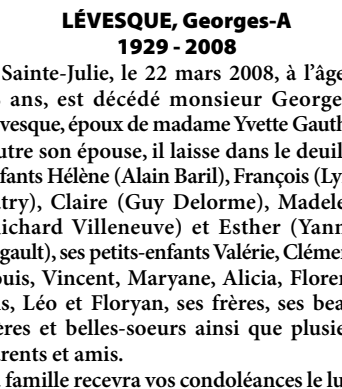 LÉVESQUE, Georges-A
1929 - 2008
Sainte-Julie, le 22 mars 2008, à l'âge
ans, est décédé monsieur George
vesque, époux de madame Yvette Gauth
utre son épouse, il laisse dans le deuil
fants Hélène (Alain Baril), François (Ly
try), Claire (Guy Delorme), Madele
ichard Villeneuve) et Esther (Yann
gault), ses petits-enfants Valérie, Clémen
ouis, Vincent, Maryane, Alicia, Floren
s, Léo et Floryan, ses frères, ses bea
ères et belles-soeurs ainsi que plusie
rents et amis.
famille recevra vos condoléances le lu